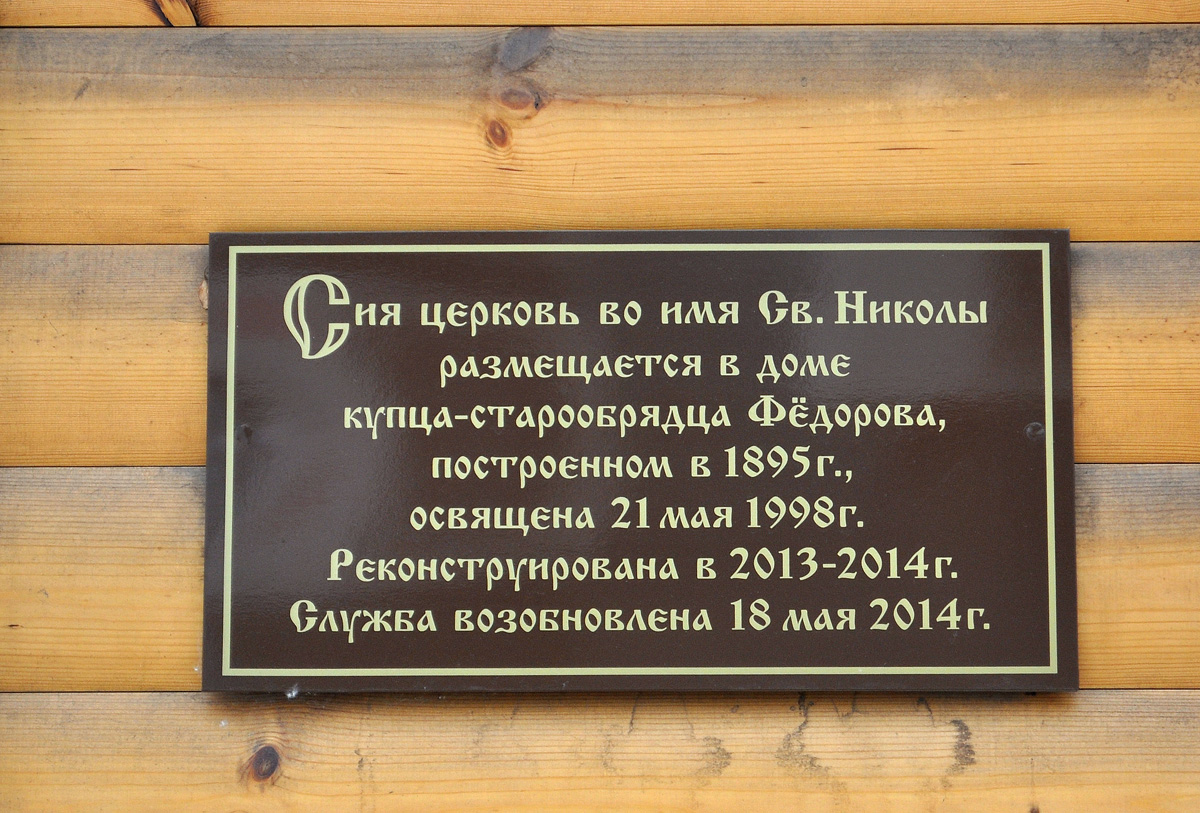 Сия церковь во имя Св. Николы
размещается в доме
купца-старообрядца Фёдорова,
построенном в 1895г.,
освящена 21 мая 1998г.
Реконструирована в 2013-2014г.
Служба возобновлена 18 мая 2014г.